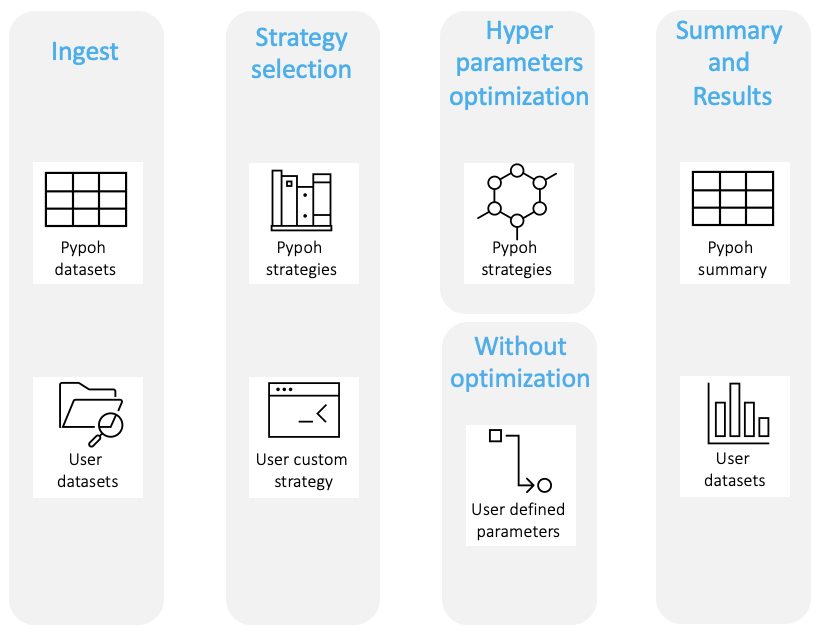 Ingest
Pypoh
datasets
User
datasets
Strategy
selection
Pypoh
strategies
User custom
strategy
Hyper
parameters
optimization
Pypoh
strategies
Without
optimization
User defined
parameters
Summary
and
Results
Pypoh
summary
User
datasets